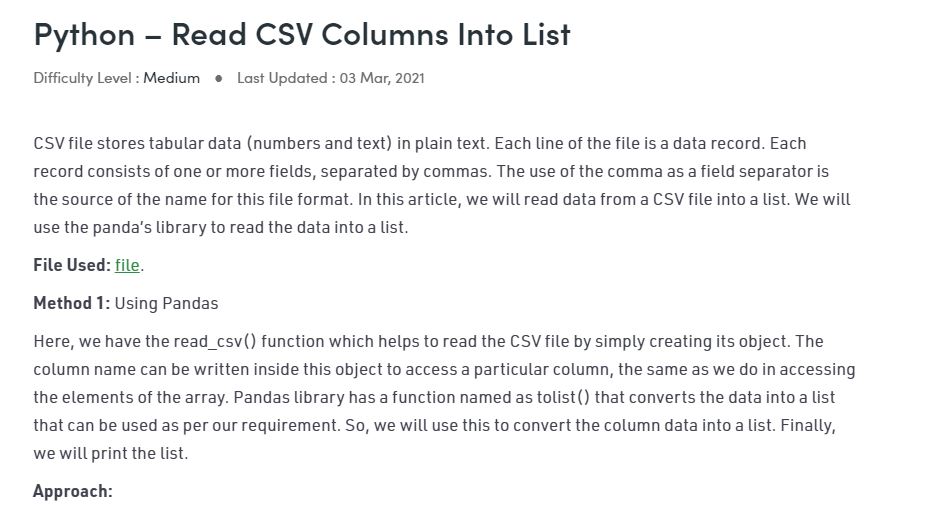 Python – Read CSV Columns Into List
Difficulty Level : Medium ● Last Updated : 03 Mar, 2021
CSV file stores tabular data (numbers and text) in plain text. Each line of the file is a data record. Each
record consists of one or more fields, separated by commas. The use of the comma as a field separator is
the source of the name for this file format. In this article, we will read data from a CSV file into a list. We will
use the panda’s library to read the data into a list.
File Used: file.
Method 1: Using Pandas
Here, we have the read_csv() function which helps to read the CSV file by simply creating its object. The
column name can be written inside this object to access a particular column, the same as we do in accessing
the elements of the array. Pandas library has a function named as tolist() that converts the data into a list
that can be used as per our requirement. So, we will use this to convert the column data into a list. Finally,
we will print the list.
Approach: